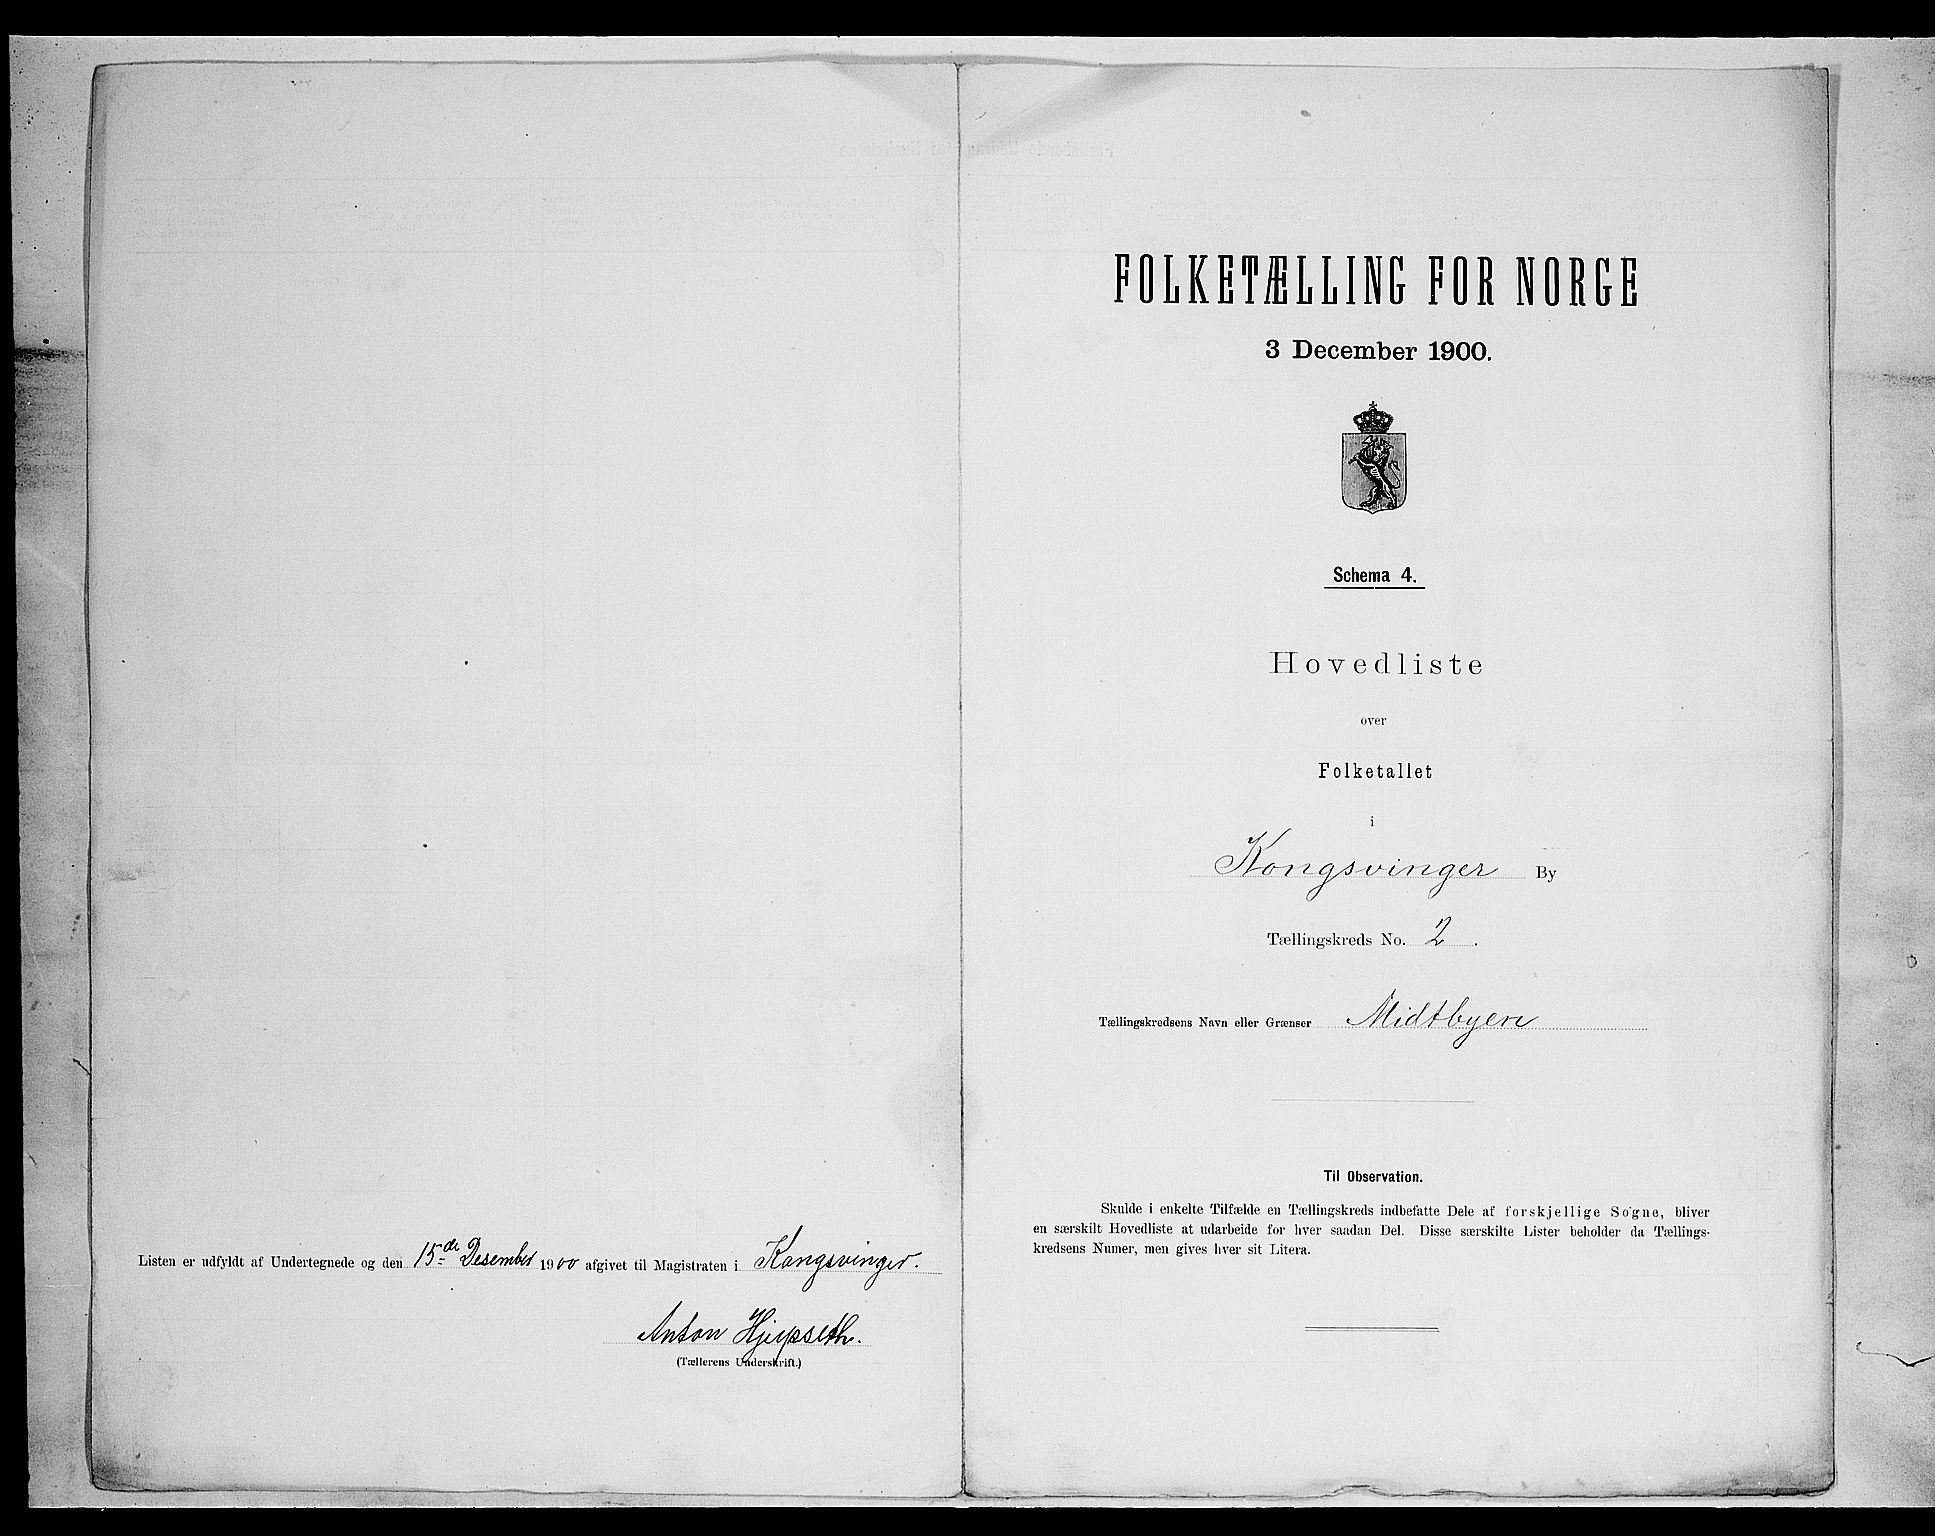 Listen er udfyldt af Undertegnede og den 15de Desember 1900 afgivet til Magistraten i Kongsvinger.
Anton Hjerpseth.
(Tællerens Underskrift.)
FOLKETÆLLING FOR NORGE
3 December 1900.
Schema 4.
Hovedliste
over
Folketallet
i
Kongsvinger By
Tællingskreds No. 2.
Tællingskredsens Navn eller Grænser Midtbyen
Til Observation.
Skulde i enkelte Tilfælde en Tællingskreds indbefatte Dele af forskjellige Sogne, bliver
en særskilt Hovedliste at udarbeide for hver saadan Del. Disse særskilte Lister beholder da Tællings-
kredsens Numer, men gives hver sit Litera.